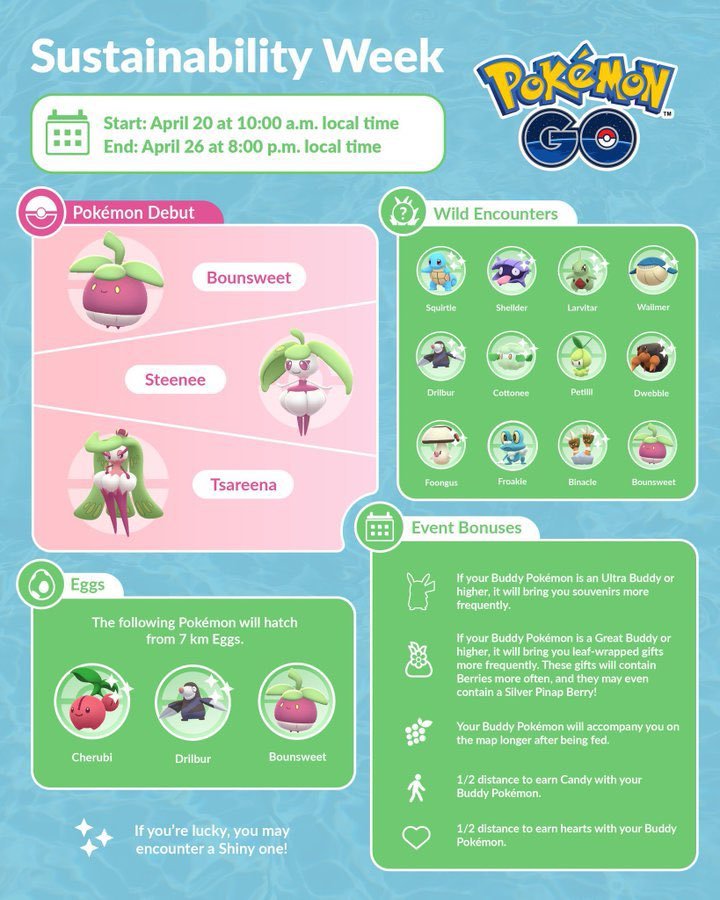 Sustainability Week
POKÉMON
GO
TM
Start: April 20 at 10:00 a.m. local time
End: April 26 at 8:00 p.m. local time
Pokémon Debut
Bounsweet
Steenee
Tsareena
Wild Encounters
?
Squirtle
Shellder
Larvitar
Wailmer
Drilbur
Cottonee
Petilil
Dwebble
Foongus
Froakie
Binacle
Bounsweet
Eggs
The following Pokémon will hatch
from 7 km Eggs.
Cherubi
Drilbur
Bounsweet
If you're lucky, you may
encounter a Shiny one!
Event Bonuses
If your Buddy Pokémon is an Ultra Buddy or
higher, it will bring you souvenirs more
frequently.
If your Buddy Pokémon is a Great Buddy or
higher, it will bring you leaf-wrapped gifts
more frequently. These gifts will contain
Berries more often, and they may even
contain a Silver Pinap Berry!
Your Buddy Pokémon will accompany you on
the map longer after being fed.
1/2 distance to earn Candy with your
Buddy Pokémon.
1/2 distance to earn hearts with your Buddy
Pokémon.